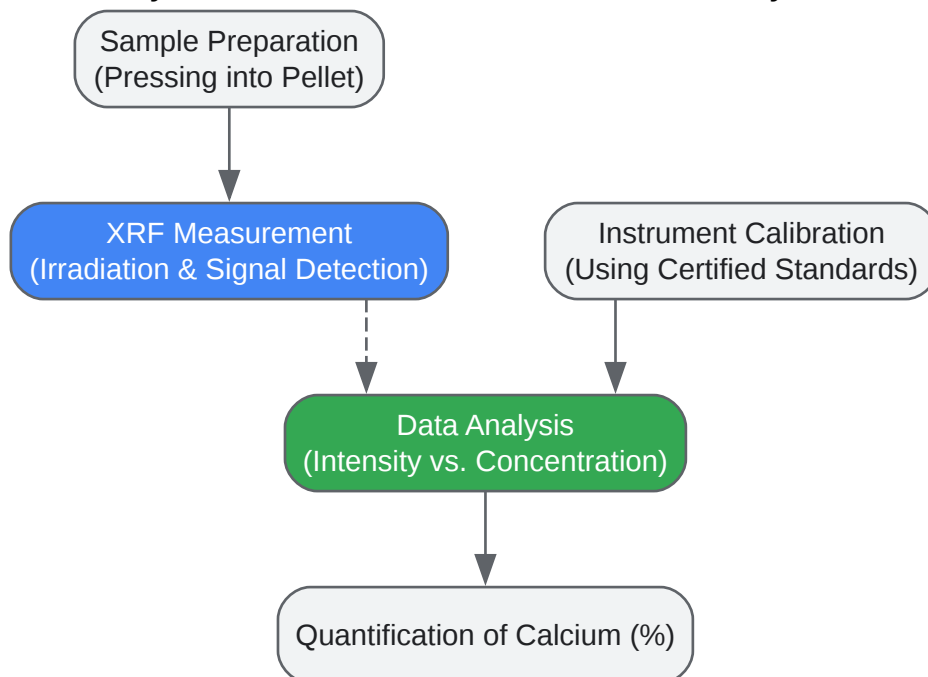 Sample Preparation
(Pressing into Pellet)
XRF Measurement
(Irradiation & Signal Detection)
Instrument Calibration
(Using Certified Standards)
Data Analysis
(Intensity vs. Concentration)
Quantification of Calcium (%)